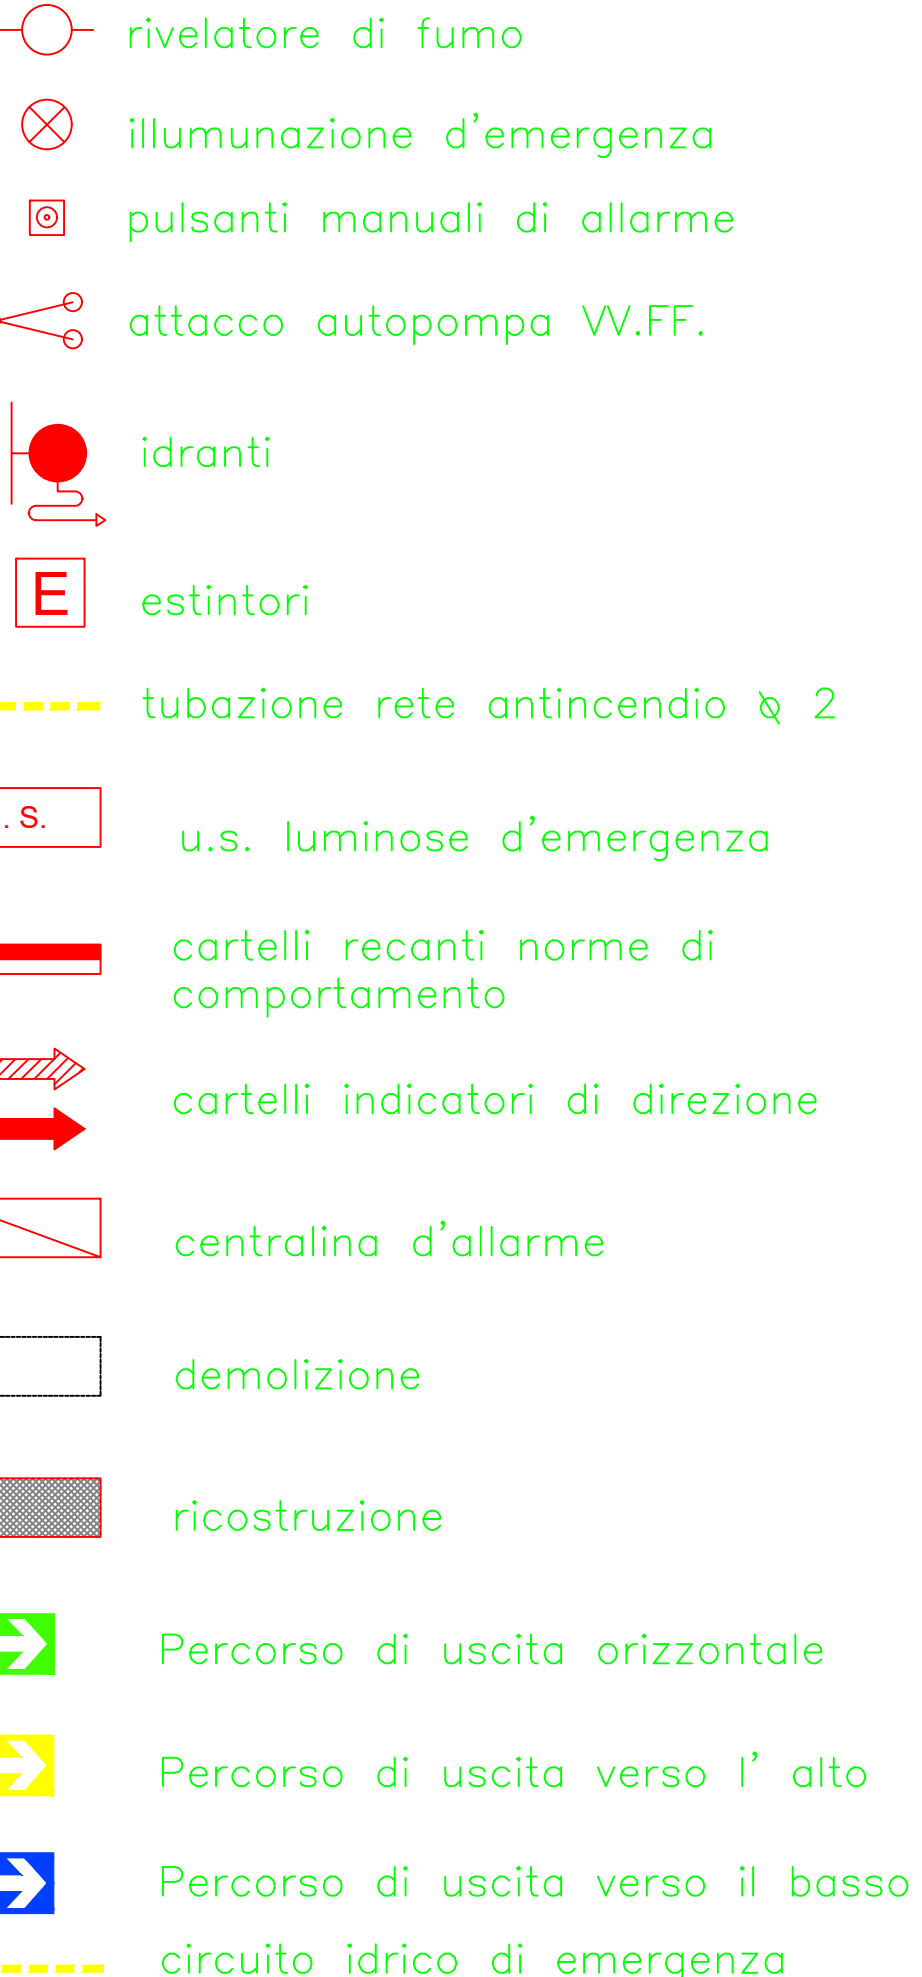 rivelatore di fumo
illumunazione d'emergenza
pulsanti manuali di allarme
attacco autopompa VV.FF.
idranti
E
estintori
tubazione rete antincendio ⌀ 2
. S.
u.s. luminose d'emergenza
cartelli recanti norme di
comportamento
cartelli indicatori di direzione
centralina d'allarme
demolizione
ricostruzione
Percorso di uscita orizzontale
Percorso di uscita verso l' alto
Percorso di uscita verso il basso
circuito idrico di emergenza